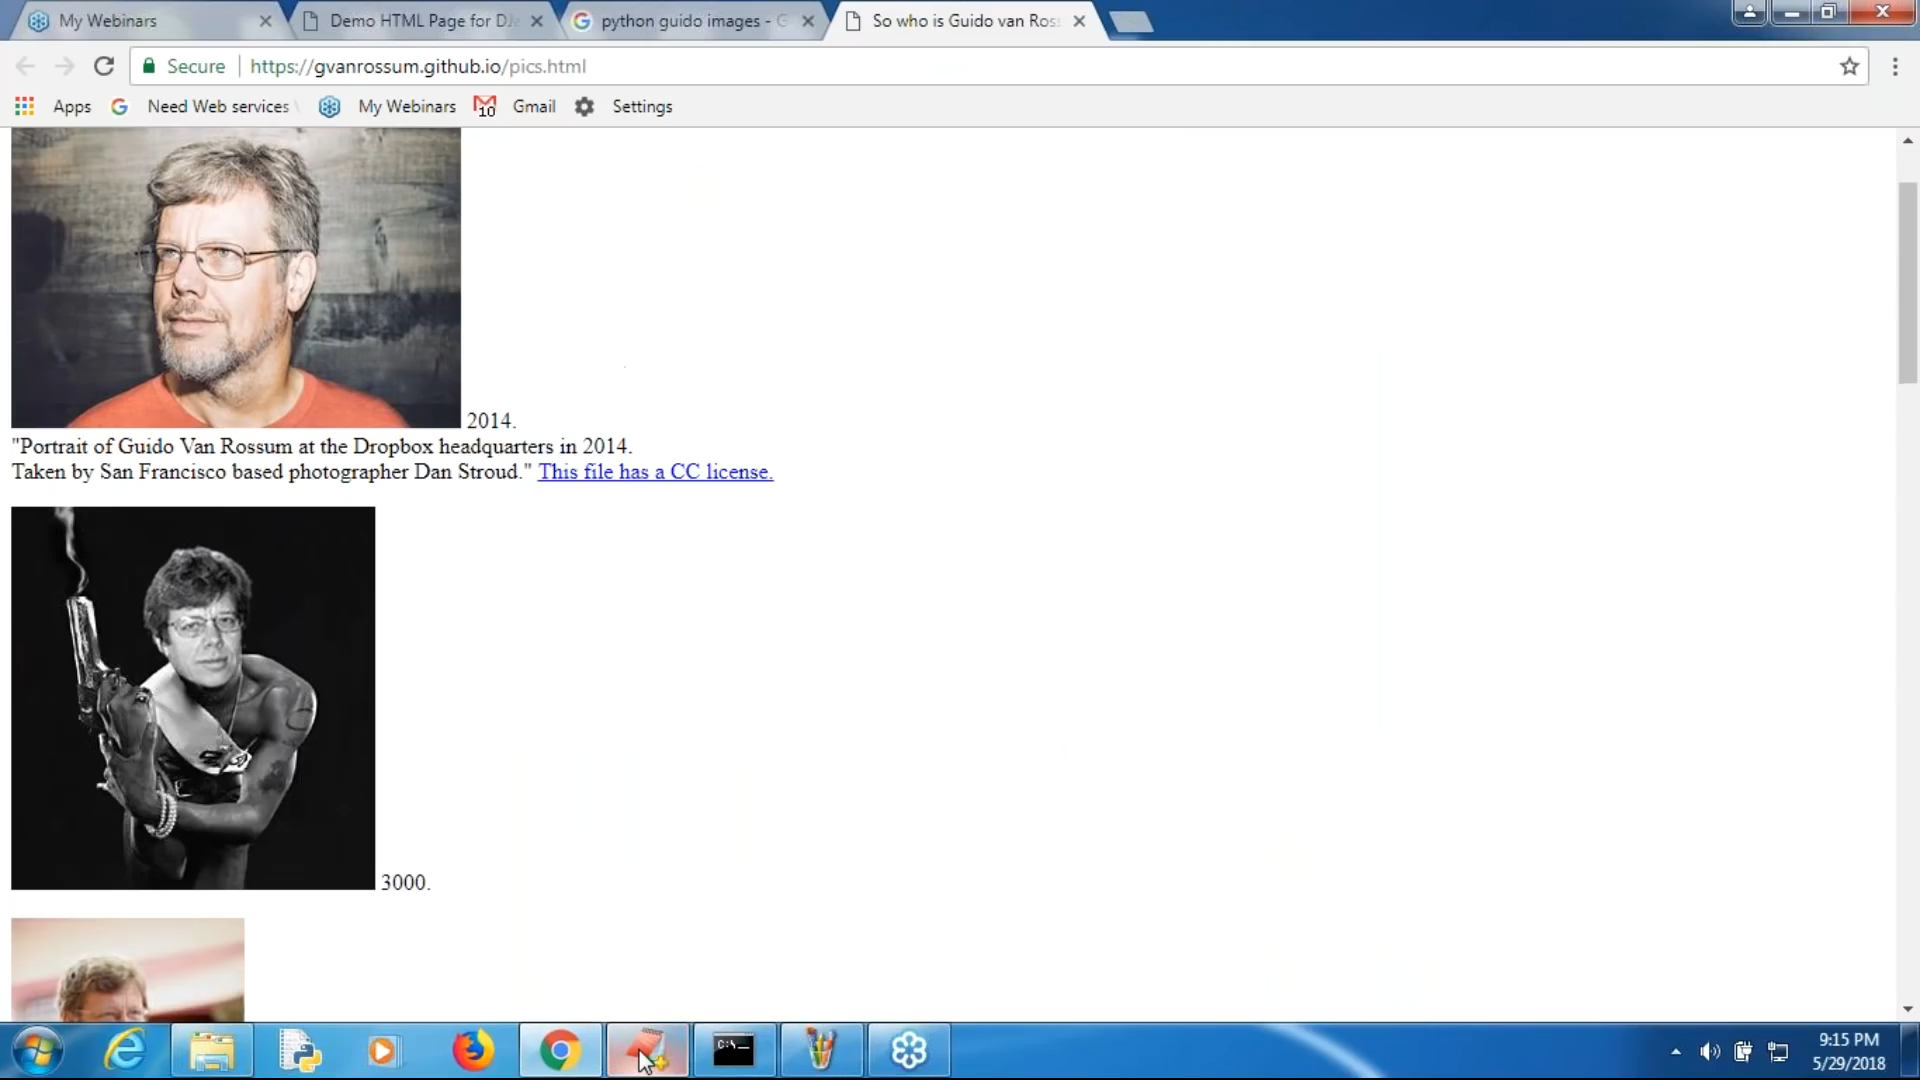 My Webinars
Demo HTML Page for DJ
python guido images - G
So who is Guido van Ros
Secure
https://gvanrossum.github.io/pics.html
Apps
Need Web services
My Webinars
10
Gmail
Settings
2014.
"Portrait of Guido Van Rossum at the Dropbox headquarters in 2014.
Taken by San Francisco based photographer Dan Stroud." This file has a CC license.
3000.
C:\
9:15 PM
5/29/2018